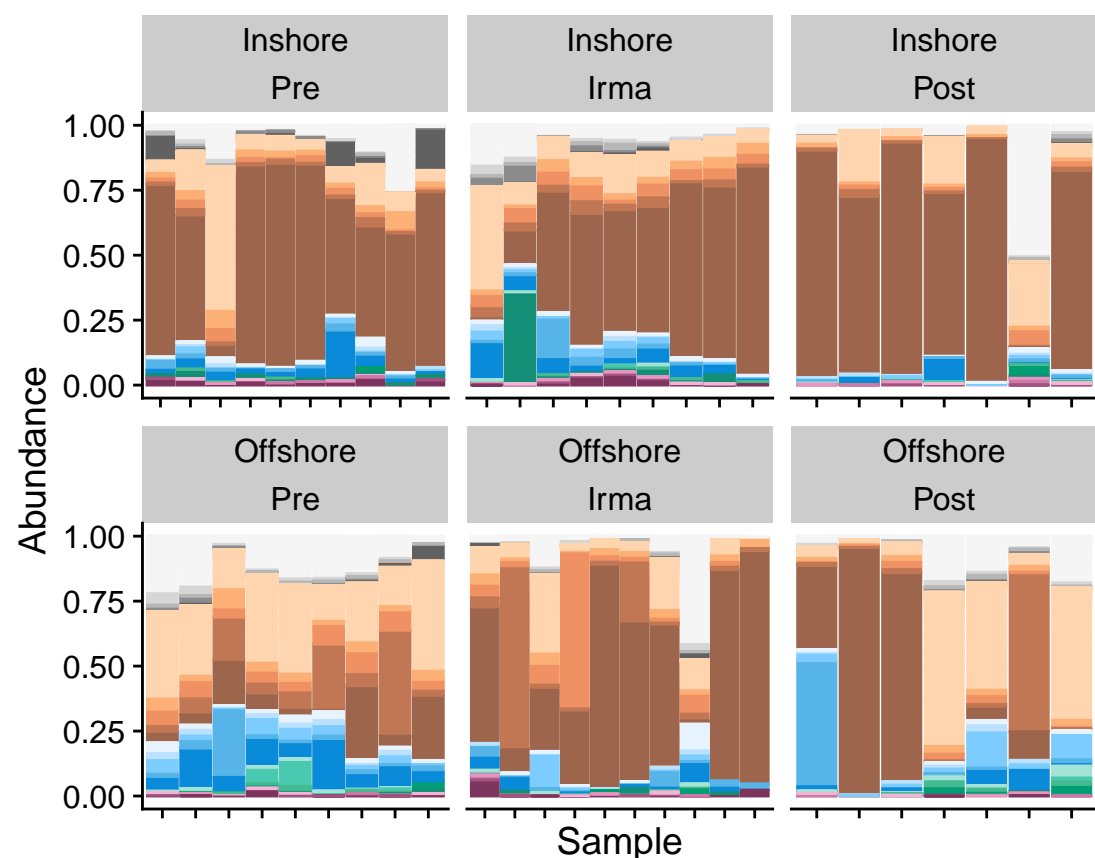 Inshore
Pre
Inshore
Irma
Inshore
Post
1.00
0.75
0.50
0.25
0.00
Offshore
Pre
Offshore
Irma
Offshore
Post
1.00
0.75
0.50
0.25
0.00
Abundance
Sample